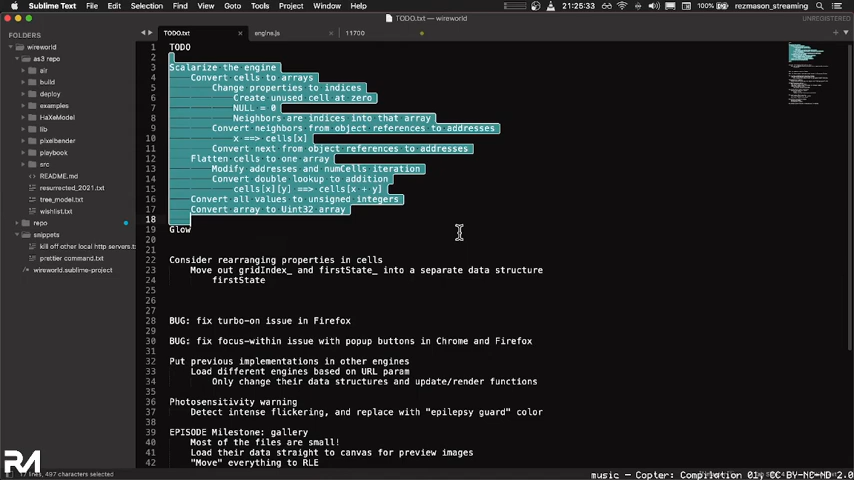 Sublime Text File Edit Selection Find View Goto Tools Project Window Help 100% rezmason_streaming
21:25:33
TODO.txt — wireworld
UNREGISTERED
FOLDERS
wireworld
as3 repo
air
build
deploy
examples
HaXeModel
lib
pixelbender
playbook
src
README.md
resurrected_2021.txt
tree_model.txt
wishlist.txt
repo
snippets
kill off other local http servers.t
prettier command.txt
wireworld.sublime-project
TODO.txt × engine.js × 11700
1 TODO
2
3 Scalarize the engine
4 Convert cells to arrays
5 Change properties to indices
6 Create unused cell at zero
7 NULL = 0
8 Neighbors are indices into that array
9 Convert neighbors from object references to addresses
10 x ==> cells[x]
11 Convert next from object references to addresses
12 Flatten cells to one array
13 Modify addresses and numCells iteration
14 Convert double lookup to addition
15 cells[x][y] ==> cells[x + y]
16 Convert all values to unsigned integers
17 Convert array to Uint32 array
18
19 Glow
20
21
22 Consider rearranging properties in cells
23 Move out gridIndex_ and firstState_ into a separate data structure
24 firstState
25
26
27
28 BUG: fix turbo-on issue in Firefox
29
30 BUG: fix focus-within issue with popup buttons in Chrome and Firefox
31
32 Put previous implementations in other engines
33 Load different engines based on URL param
34 Only change their data structures and update/render functions
35
36 Photosensitivity warning
37 Detect intense flickering, and replace with "epilepsy guard" color
38
39 EPISODE Milestone: gallery
40 Most of the files are small!
41 Load their data straight to canvas for preview images
42 "Move" everything to RLE
RM
17 lines, 497 characters selected
music - Copter: Compilation 01, CC BY-NC-ND 2.0